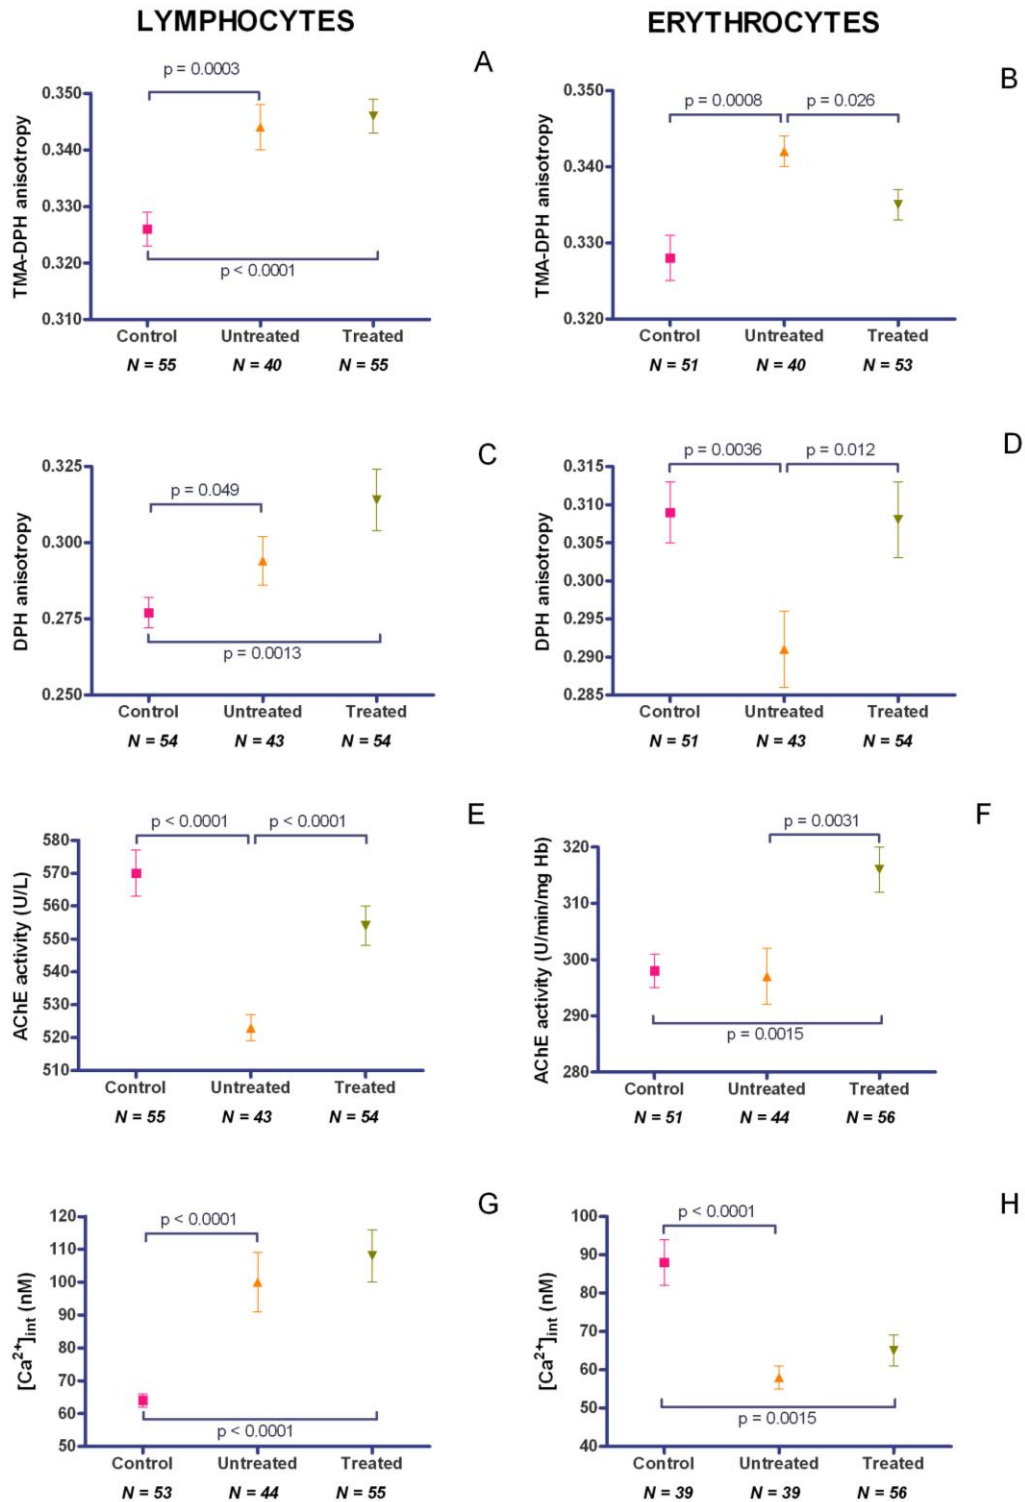 LYMPHOCYTES
ERYTHROCYTES
A
p = 0.0003
TMA-DPH anisotropy
0.350
0.340
0.330
0.320
0.310
p < 0.0001
Control Untreated Treated
N = 55 N = 40 N = 55
B
p = 0.0008 p = 0.026
TMA-DPH anisotropy
0.350
0.340
0.330
0.320
Control Untreated Treated
N = 51 N = 40 N = 53
C
p = 0.049
DPH anisotropy
0.325
0.300
0.275
0.250
p = 0.0013
Control Untreated Treated
N = 54 N = 43 N = 54
D
p = 0.0036 p = 0.012
DPH anisotropy
0.315
0.310
0.305
0.300
0.295
0.290
0.285
Control Untreated Treated
N = 51 N = 43 N = 54
E
p < 0.0001 p < 0.0001
AChE activity (U/L)
580
570
560
550
540
530
520
510
Control Untreated Treated
N = 55 N = 43 N = 54
F
p = 0.0031
AChE activity (U/min/mg Hb)
320
310
300
290
280
p = 0.0015
Control Untreated Treated
N = 51 N = 44 N = 56
G
p < 0.0001
[Ca²⁺]int (nM)
120
110
100
90
80
70
60
50
p < 0.0001
Control Untreated Treated
N = 53 N = 44 N = 55
H
p < 0.0001
[Ca²⁺]int (nM)
100
90
80
70
60
50
40
p = 0.0015
Control Untreated Treated
N = 39 N = 39 N = 56